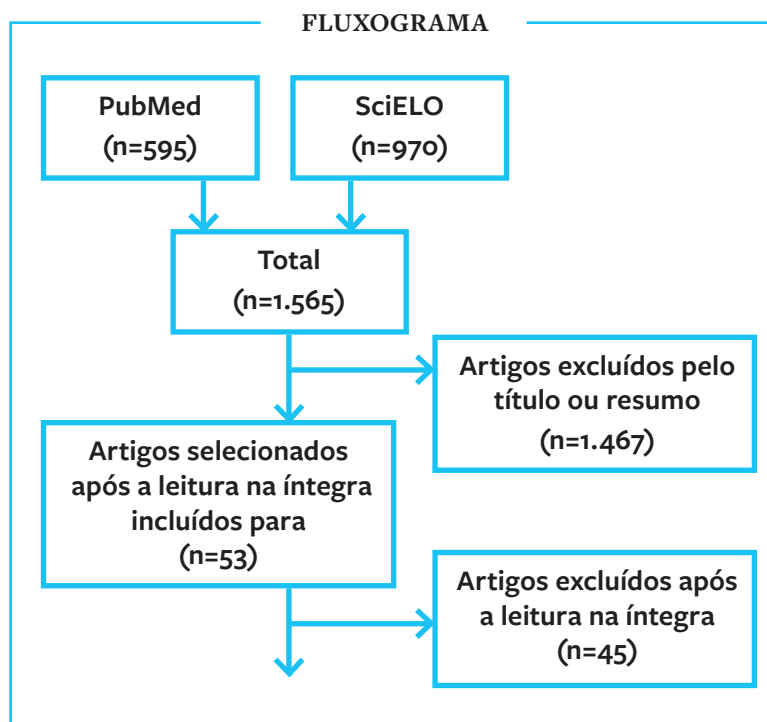 FLUXOGRAMA
PubMed
(n=595)
SciELO
(n=970)
Total
(n=1.565)
Artigos excluídos pelo
título ou resumo
(n=1.467)
Artigos selecionados
após a leitura na íntegra
incluídos para
(n=53)
Artigos excluídos após
a leitura na íntegra
(n=45)